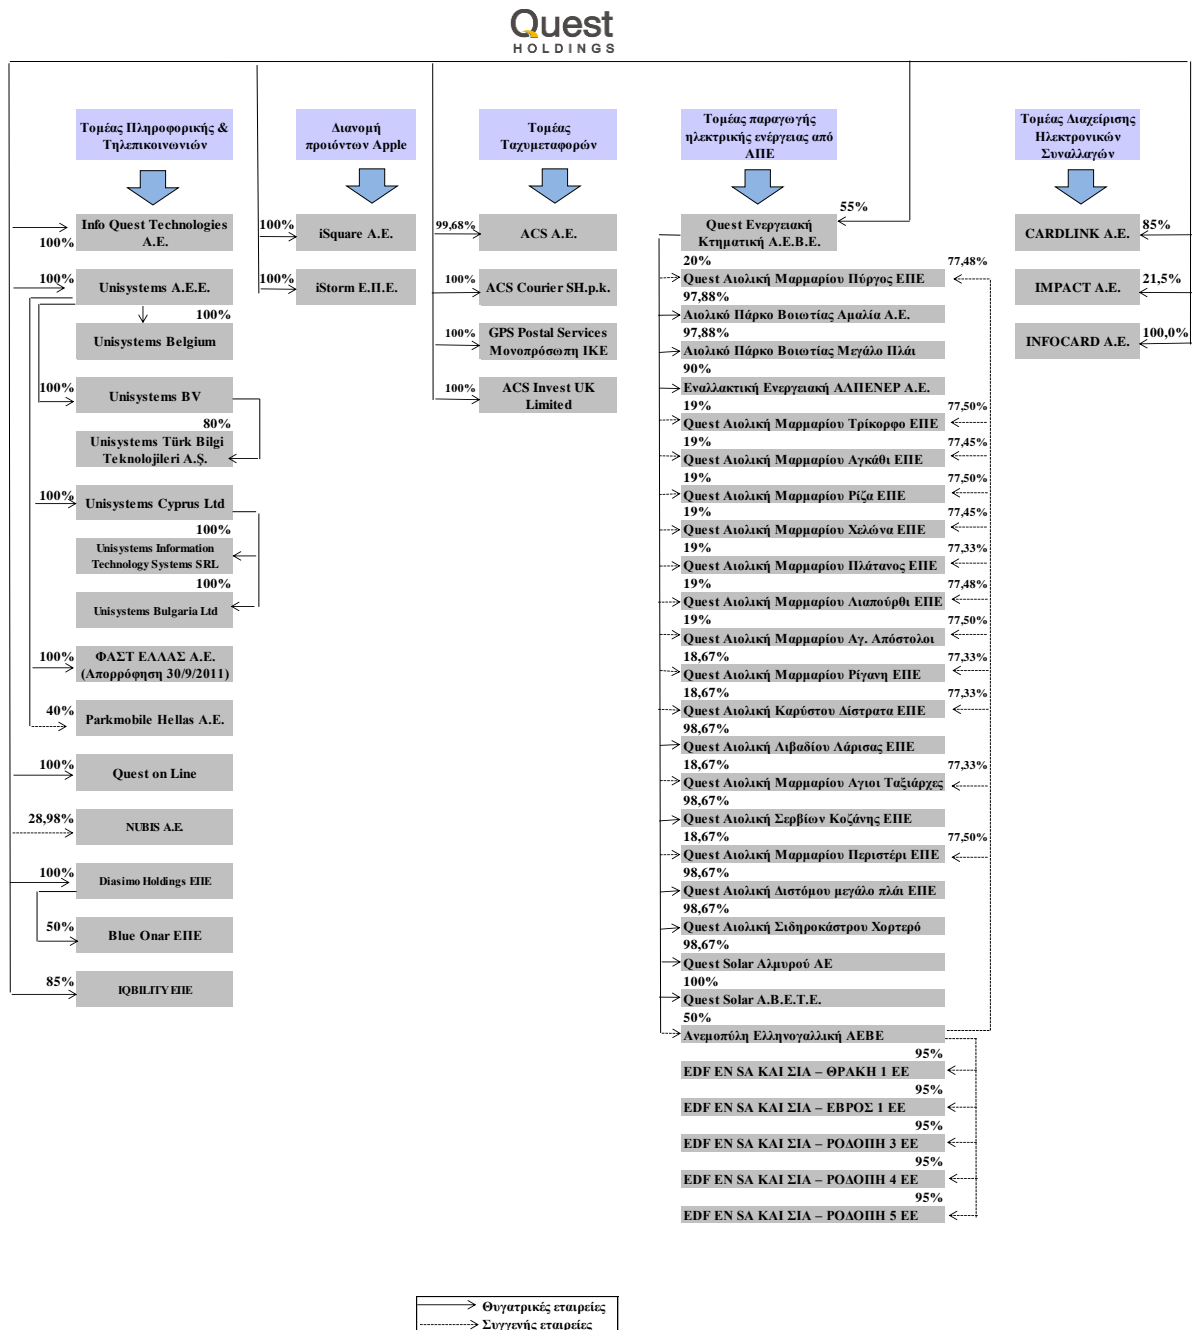 Quest
HOLDINGS
Τομέας Πληροφορικής &
Τηλεπικοινωνιών
Info Quest Technologies
Α.Ε.
100%
100%
Unisystems Α.Ε.Ε.
100%
Unisystems Belgium
100%
Unisystems BV
80%
Unisystems Türk Bilgi
Teknolojileri A.Ş.
100%
Unisystems Cyprus Ltd
100%
Unisystems Information
Technology Systems SRL
100%
Unisystems Bulgaria Ltd
100%
ΦΑΣΤ ΕΛΛΑΣ Α.Ε.
(Απορρόφηση 30/9/2011)
40%
Parkmobile Hellas Α.Ε.
100%
Quest on Line
28,98%
NUBIS Α.Ε.
100%
Diasimo Holdings ΕΠΕ
50%
Blue Onar ΕΠΕ
85%
IQBILITY ΕΠΕ
Διανομή
προιόντων Apple
100%
iSquare Α.Ε.
100%
iStorm Ε.Π.Ε.
Τομέας
Ταχυμεταφορών
99,68%
ACS Α.Ε.
100%
ACS Courier SH.p.k.
100%
GPS Postal Services
Μονοπρόσωπη ΙΚΕ
100%
ACS Invest UK
Limited
Τομέας παραγωγής
ηλεκτρικής ενέργειας από
ΑΠΕ
55%
Quest Ενεργειακή
Κτηματική Α.Ε.Β.Ε.
20%
77,48%
Quest Αιολική Μαρμαρίου Πύργος ΕΠΕ
97,88%
Αιολικό Πάρκο Βοιωτίας Αμαλία Α.Ε.
97,88%
Αιολικό Πάρκο Βοιωτίας Μεγάλο Πλάι
90%
Εναλλακτική Ενεργειακή ΑΛΠΕΝΕΡ Α.Ε.
19%
77,50%
Quest Αιολική Μαρμαρίου Τρίκορφο ΕΠΕ
19%
77,45%
Quest Αιολική Μαρμαρίου Αγκάθι ΕΠΕ
19%
77,50%
Quest Αιολική Μαρμαρίου Ρίζα ΕΠΕ
19%
77,45%
Quest Αιολική Μαρμαρίου Χελώνα ΕΠΕ
19%
77,33%
Quest Αιολική Μαρμαρίου Πλάτανος ΕΠΕ
19%
77,48%
Quest Αιολική Μαρμαρίου Λιαπούρθι ΕΠΕ
19%
77,50%
Quest Αιολική Μαρμαρίου Αγ. Απόστολοι
18,67%
77,33%
Quest Αιολική Μαρμαρίου Ρίγανη ΕΠΕ
18,67%
77,33%
Quest Αιολική Καρύστου Δίστρατα ΕΠΕ
98,67%
Quest Αιολική Λιβαδίου Λάρισας ΕΠΕ
18,67%
77,33%
Quest Αιολική Μαρμαρίου Αγιοι Ταξιάρχες
98,67%
Quest Αιολική Σερβίων Κοζάνης ΕΠΕ
18,67%
77,50%
Quest Αιολική Μαρμαρίου Περιστέρι ΕΠΕ
98,67%
Quest Αιολική Διστόμου μεγάλο πλάι ΕΠΕ
98,67%
Quest Αιολική Σιδηροκάστρου Χορτερό
98,67%
Quest Solar Αλμυρού ΑΕ
100%
Quest Solar Α.Β.Ε.Τ.Ε.
50%
Ανεμοπύλη Ελληνογαλλική ΑΕΒΕ
95%
EDF EN SA ΚΑΙ ΣΙΑ – ΘΡΑΚΗ 1 ΕΕ
95%
EDF EN SA ΚΑΙ ΣΙΑ – ΕΒΡΟΣ 1 ΕΕ
95%
EDF EN SA ΚΑΙ ΣΙΑ – ΡΟΔΟΠΗ 3 ΕΕ
95%
EDF EN SA ΚΑΙ ΣΙΑ – ΡΟΔΟΠΗ 4 ΕΕ
95%
EDF EN SA ΚΑΙ ΣΙΑ – ΡΟΔΟΠΗ 5 ΕΕ
Τομέας Διαχείρισης
Ηλεκτρονικών
Συναλλαγών
CARDLINK Α.Ε.
85%
IMPACT Α.Ε.
21,5%
INFOCARD Α.Ε.
100,0%
Θυγατρικές εταιρείες
Συγγενής εταιρείες